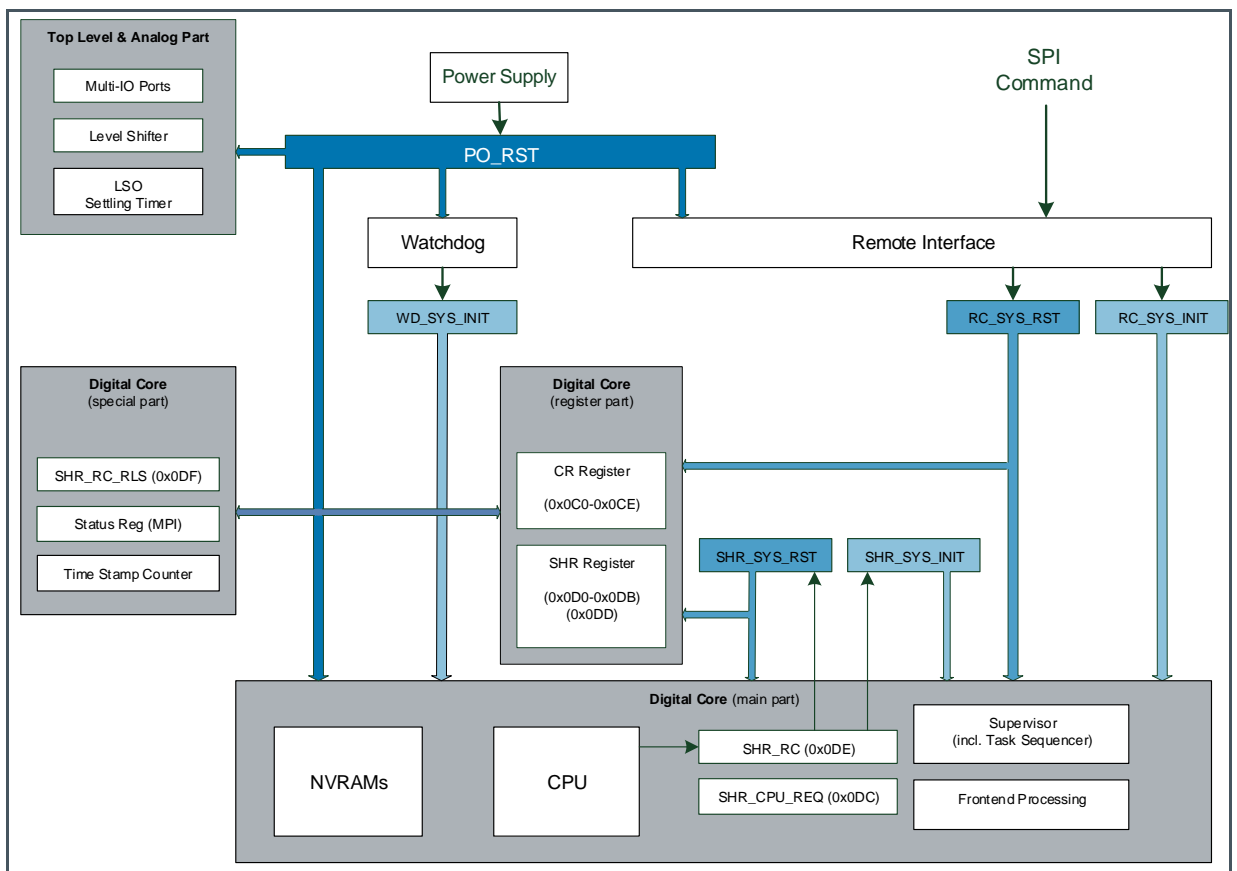 Top Level & Analog Part
Multi-IO Ports
Level Shifter
LSO
Settling Timer
Power Supply
SPI
Command
PO_RST
Watchdog
Remote Interface
WD_SYS_INIT
RC_SYS_RST
RC_SYS_INIT
Digital Core
(special part)
SHR_RC_RLS (0x0DF)
Status Reg (MPI)
Time Stamp Counter
Digital Core
(register part)
CR Register
(0x0C0-0x0CE)
SHR Register
(0x0D0-0x0DB)
(0x0DD)
SHR_SYS_RST
SHR_SYS_INIT
Digital Core (main part)
NVRAMs
CPU
SHR_RC (0x0DE)
SHR_CPU_REQ (0x0DC)
Supervisor
(incl. Task Sequencer)
Frontend Processing